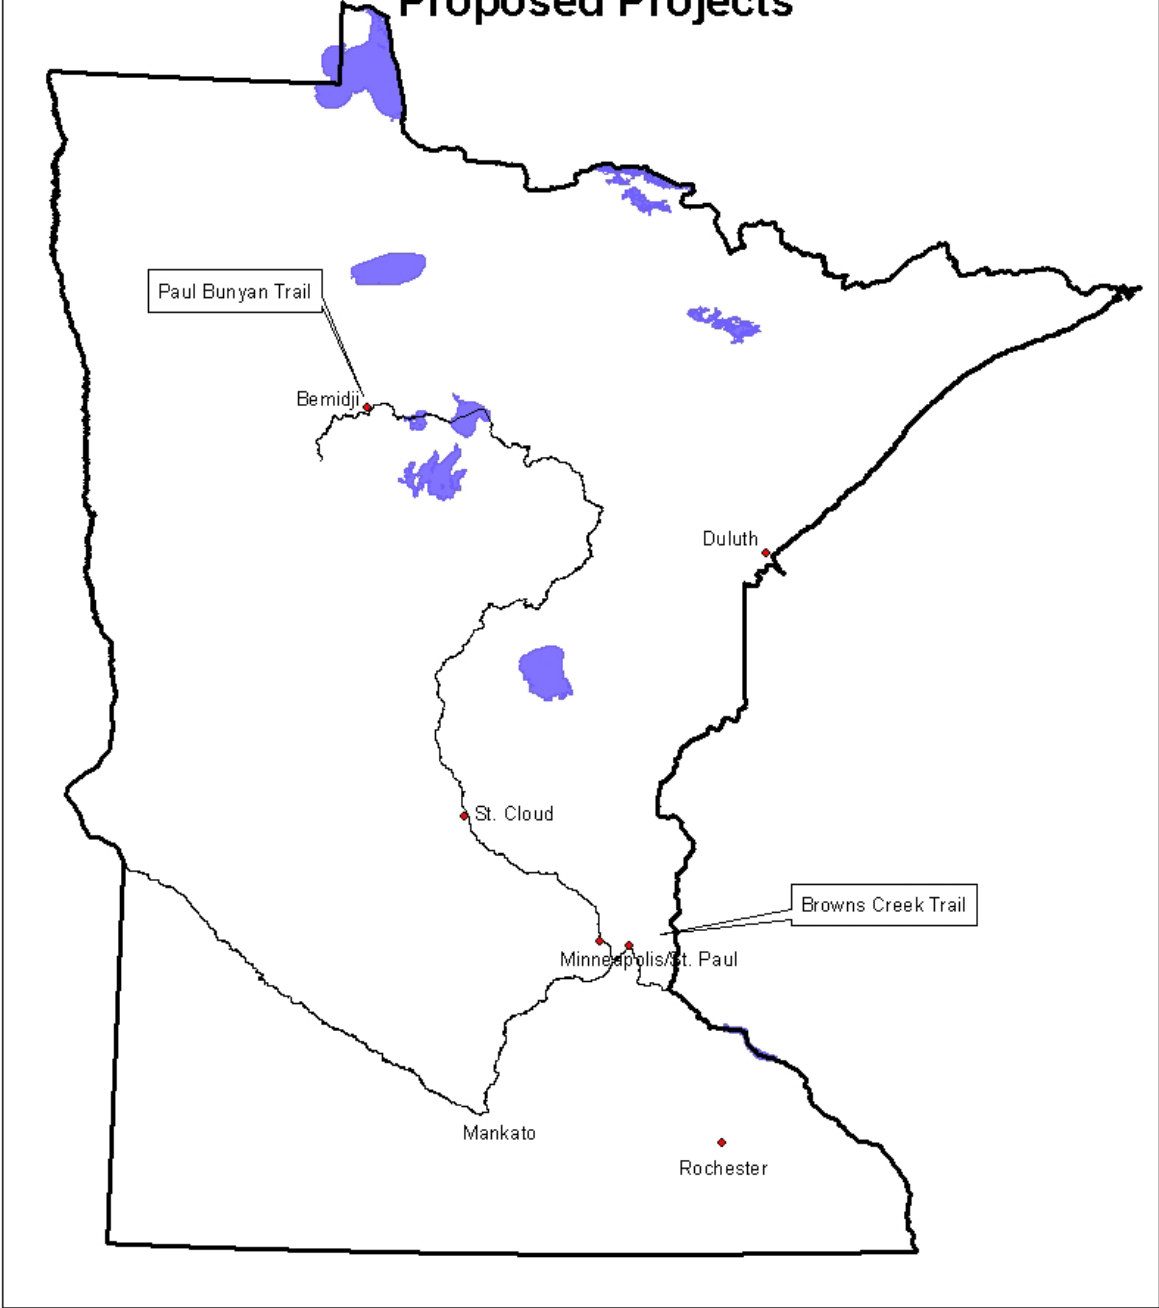 Proposed Projects
Paul Bunyan Trail
Bemidji
Duluth
St. Cloud
Browns Creek Trail
Minneapolis/St. Paul
Mankato
Rochester